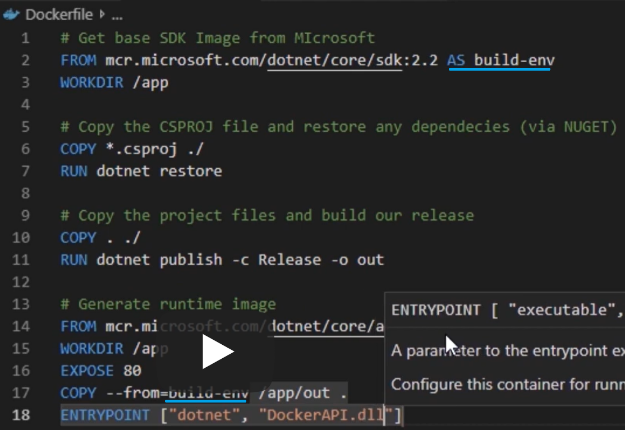 Dockerfile ...
1 # Get base SDK Image from MIcrosoft
2 FROM mcr.microsoft.com/dotnet/core/sdk:2.2 AS build-env
3 WORKDIR /app
4
5 # Copy the CSPROJ file and restore any dependecies (via NUGET)
6 COPY *.csproj ./
7 RUN dotnet restore
8
9 # Copy the project files and build our release
10 COPY . ./
11 RUN dotnet publish -c Release -o out
12
13 # Generate runtime image
14 FROM mcr.microsoft.com/dotnet/core/a
15 WORKDIR /app
16 EXPOSE 80
17 COPY --from=build-env /app/out .
18 ENTRYPOINT ["dotnet", "DockerAPI.dll"]
ENTRYPOINT [ "executable",
A parameter to the entrypoint ex
Configure this container for runn